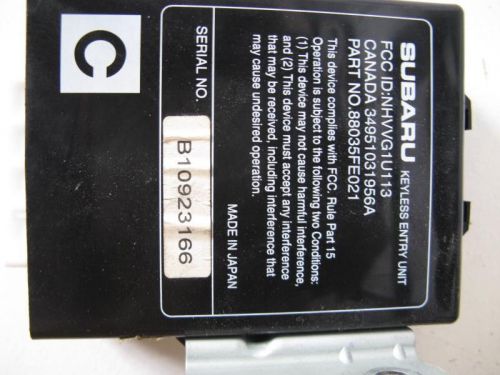 SUBARU KEYLESS ENTRY UNIT
FCC ID:NHVVG1U113
CANADA 34951031956A
PART NO.88035FE021
This device complies with FCC. Rule Part 15
Operation is subject to the following two Conditions:
(1) This device may not cause harmful interference,
and (2) This device must accept any interference
that may be received, including interference that
may cause undesired operation.
MADE IN JAPAN
SERIAL NO. B10923166
C